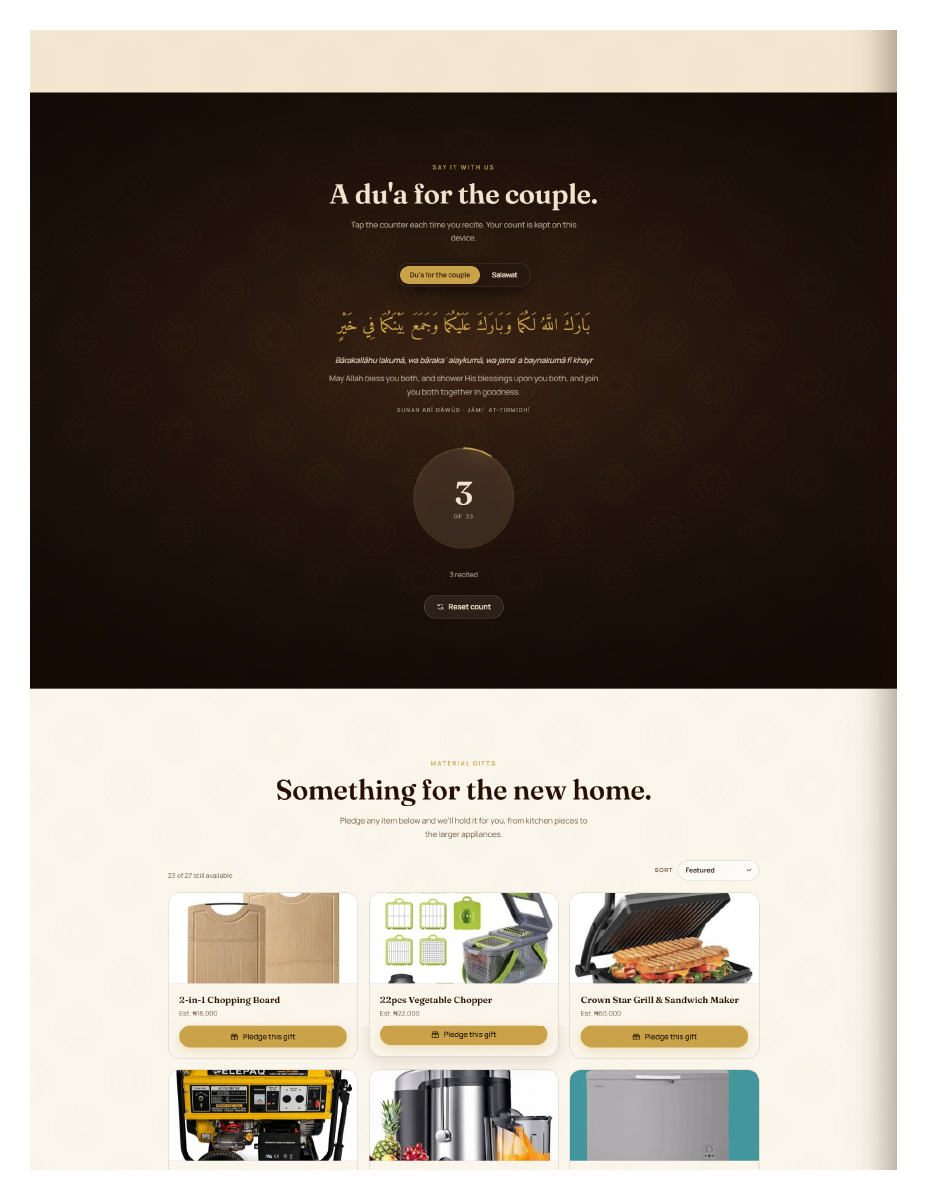 SAY IT WITH US
A du'a for the couple.
Tap the counter each time you recite. Your count is kept on this
device.
Du'a for the couple Salawat
بَارَكَ اللَّهُ لَكُمَا وَبَارَكَ عَلَيْكُمَا وَجَمَعَ بَيْنَكُمَا فِي خَيْرٍ
Bārakallāhu lakumā, wa bāraka ʿalaykumā, wa jamaʿa baynakumā fī khayr
May Allah bless you both, and shower His blessings upon you both, and join
you both together in goodness.
SUNAN ABĪ DĀWŪD · JĀMIʿ AT-TIRMIDHĪ
3
OF 33
3 recited
Reset count
MATERIAL GIFTS
Something for the new home.
Pledge any item below and we'll hold it for you, from kitchen pieces to
the larger appliances.
23 of 27 still available
SORT Featured
2-in-1 Chopping Board
Est. ₦18,000
Pledge this gift
22pcs Vegetable Chopper
Est. ₦22,000
Pledge this gift
Crown Star Grill & Sandwich Maker
Est. ₦60,000
Pledge this gift
ELEPAQ